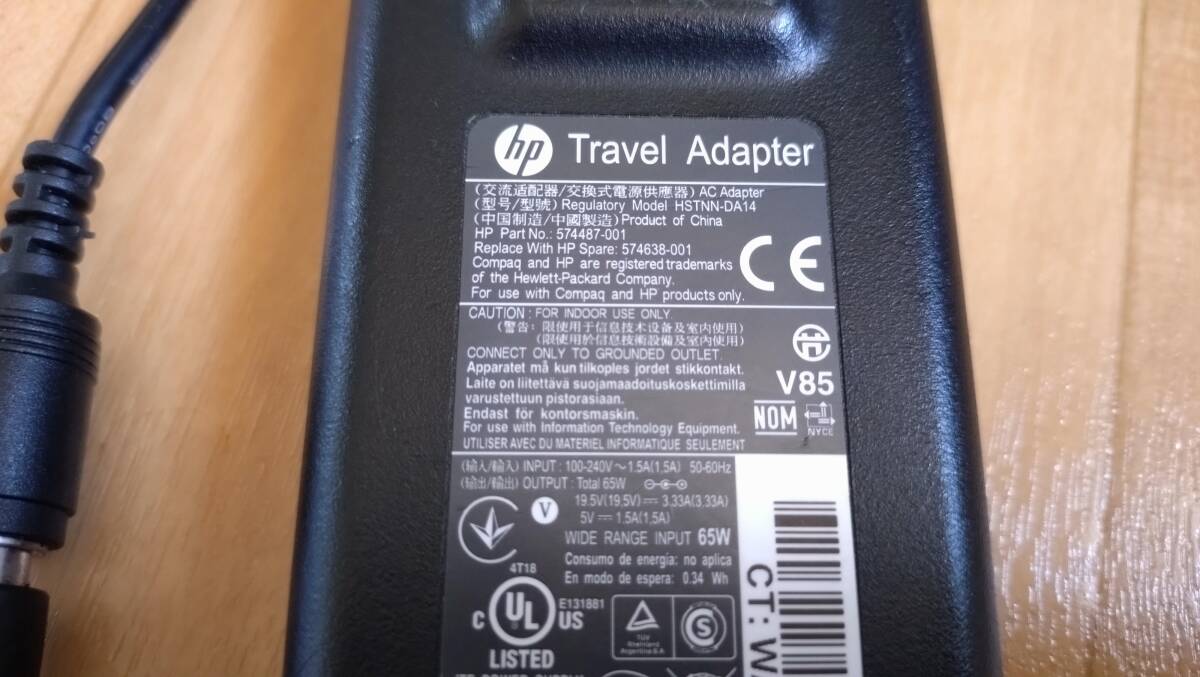 hp Travel Adapter
(交流适配器/交換式電源供應器) AC Adapter
(型号/型號) Regulatory Model HSTNN-DA14
(中国制造/中國製造) Product of China
HP Part No.: 574487-001
Replace With HP Spare: 574638-001
Compaq and HP are registered trademarks
of the Hewlett-Packard Company.
For use with Compaq and HP products only.
CE
CAUTION : FOR INDOOR USE ONLY.
(警告: 限使用于信息技术设备及室内使用)
(限使用於信息技術設備及室內使用)
CONNECT ONLY TO GROUNDED OUTLET.
Apparatet må kun tilkoples jordet stikkontakt.
Laite on liitettävä suojamaadoituskoskettimilla
varustettuun pistorasiaan.
Endast för kontorsmaskin.
For use with Information Technology Equipment.
UTILISER AVEC DU MATERIEL INFORMATIQUE SEULEMENT
V85
NOM
NYCE
(输入/輸入) INPUT : 100-240V~1.5A(1.5A) 50-60Hz
(输出/輸出) OUTPUT : Total 65W
19.5V(19.5V)⎓3.33A(3.33A)
5V⎓1.5A(1.5A)
WIDE RANGE INPUT 65W
Consumo de energia: no aplica
En modo de espera: 0.34 Wh
V
4T18
C UL US
E131881
LISTED
TÜV
Rheinland
Argentina S.A
S
CT: W